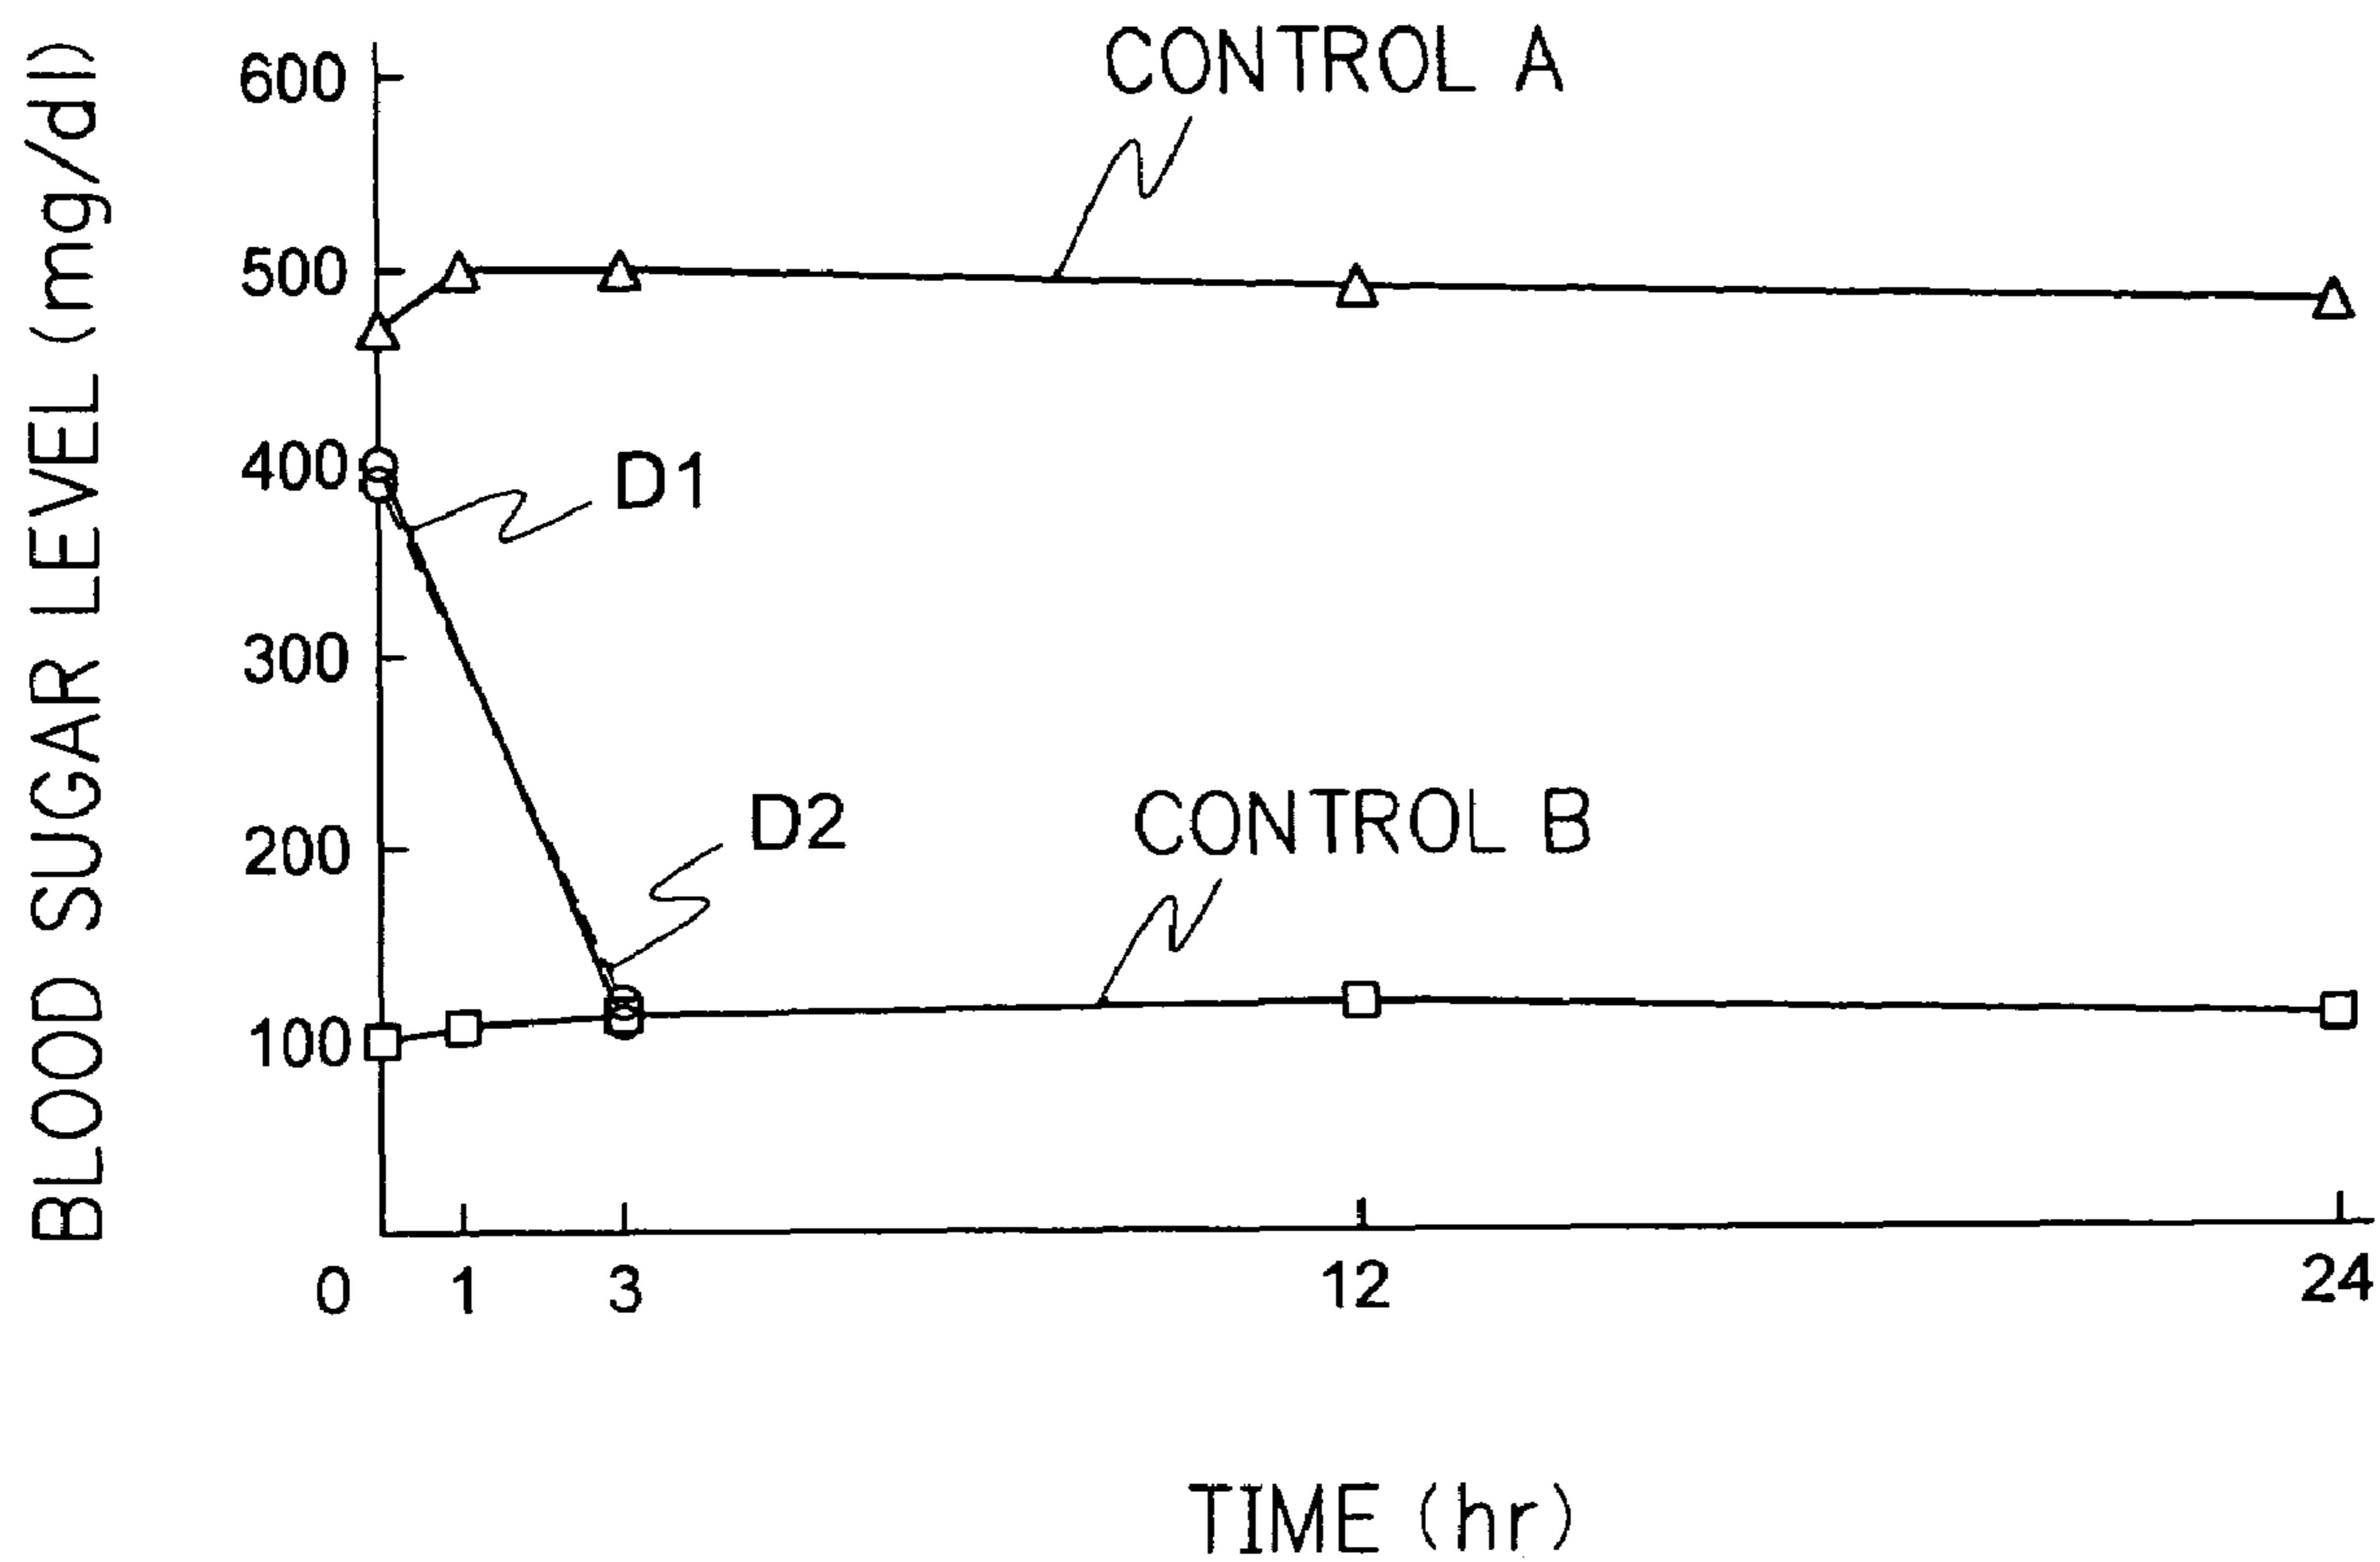 BLOOD SUGAR LEVEL (mg/dl)
600
500
400
300
200
100
CONTROL A
D1
D2
CONTROL B
0 1 3 12 24
TIME (hr)